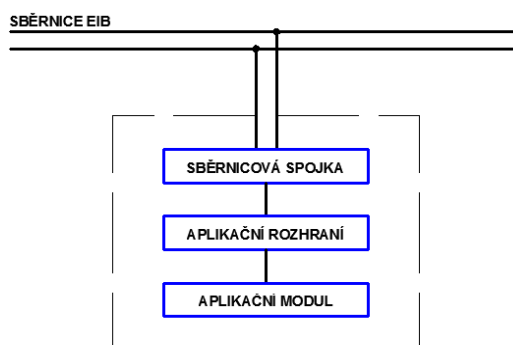 SBĚRNICE EIB
SBĚRNICOVÁ SPOJKA
APLIKAČNÍ ROZHRANÍ
APLIKAČNÍ MODUL